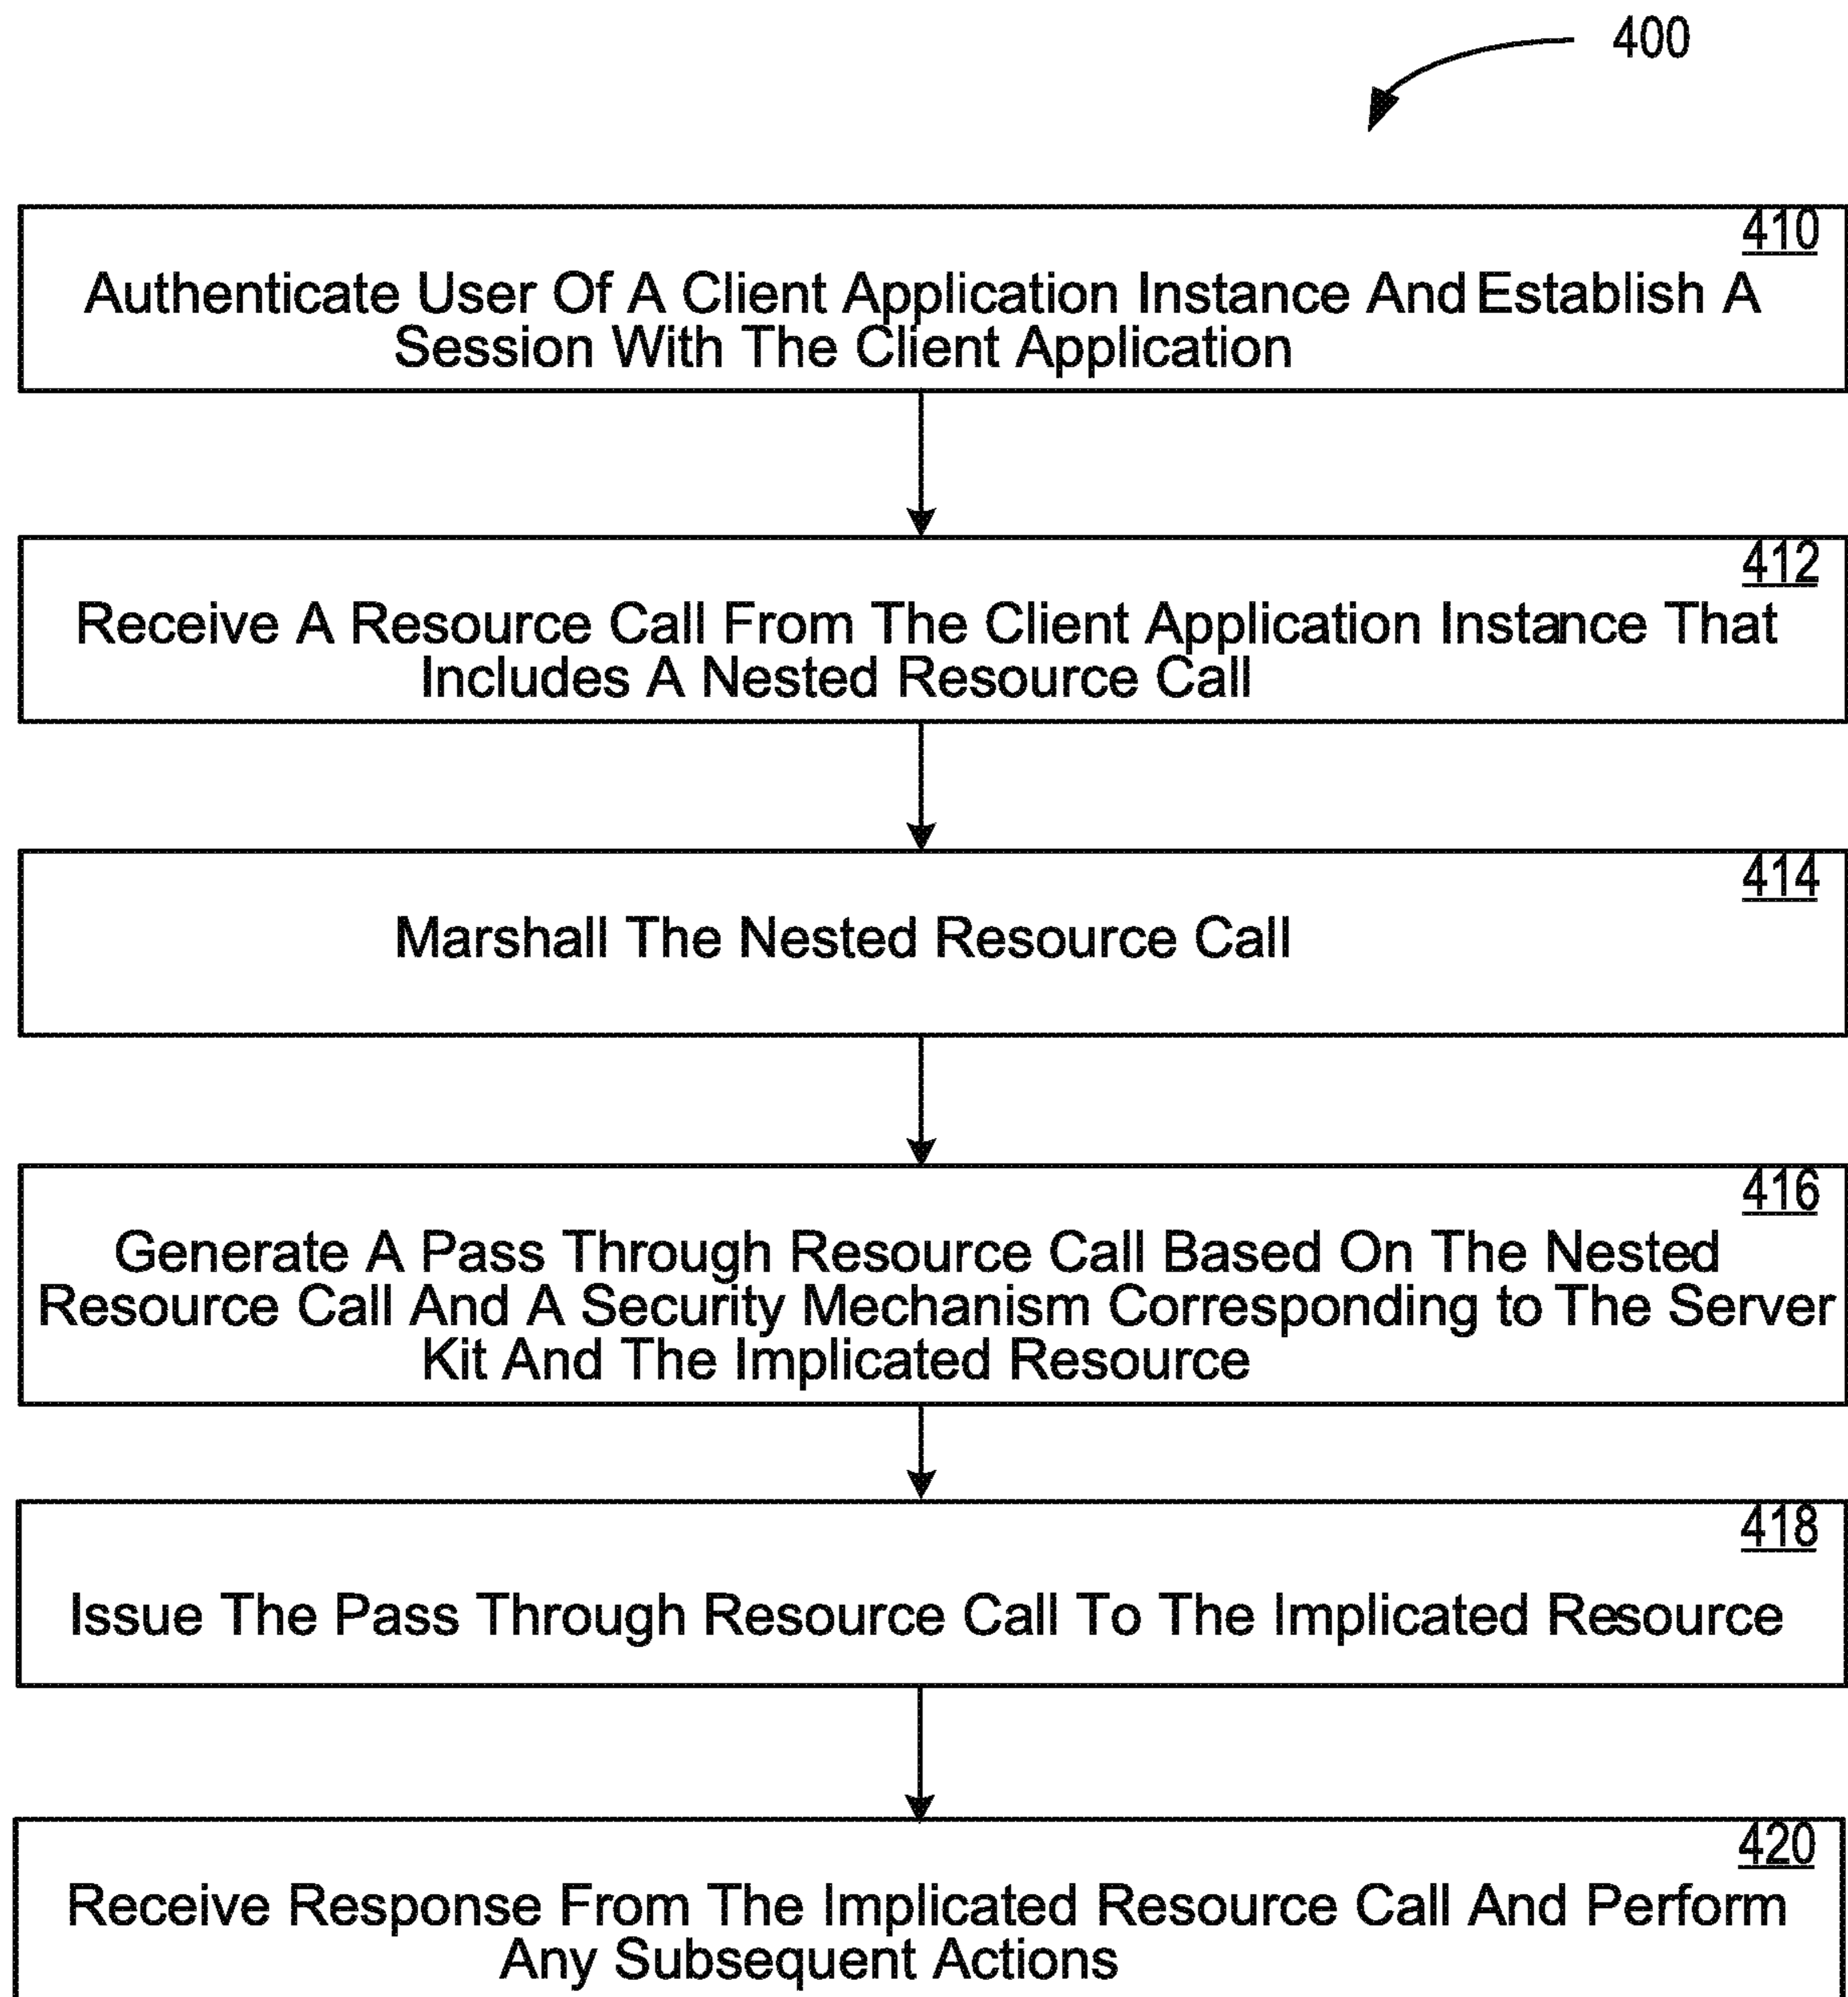 400
410
Authenticate User Of A Client Application Instance And Establish A
Session With The Client Application
412
Receive A Resource Call From The Client Application Instance That
Includes A Nested Resource Call
414
Marshall The Nested Resource Call
416
Generate A Pass Through Resource Call Based On The Nested
Resource Call And A Security Mechanism Corresponding to The Server
Kit And The Implicated Resource
418
Issue The Pass Through Resource Call To The Implicated Resource
420
Receive Response From The Implicated Resource Call And Perform
Any Subsequent Actions